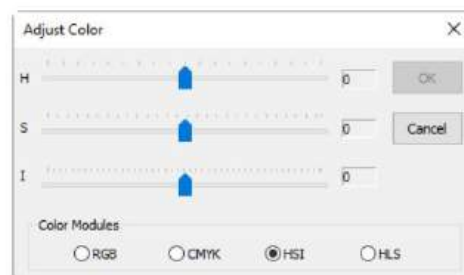 Adjust Color
H 0 OK
S 0 Cancel
I 0
Color Modules
RGB CMYK HSI HLS